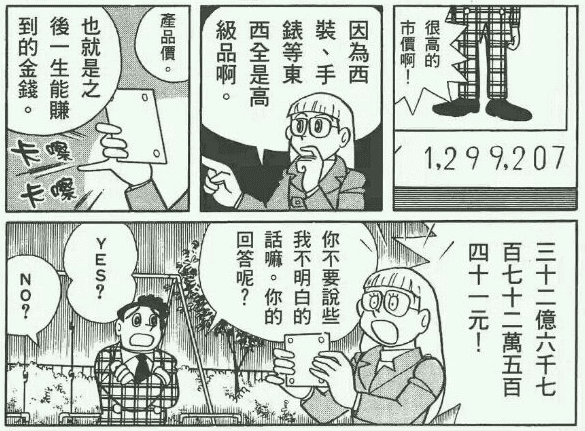 很高的
市價啊！
1,299,207
因為西
裝、手
錶等東
西全是高
級品啊。
產品價。
也就是之
後一生能賺
到的金錢。
卡嚓
卡嚓
三十二億六千七
百七十二萬五百
四十一元！
你不要說些
我不明白的
話嘛。你的
回答呢？
YES？
NO？